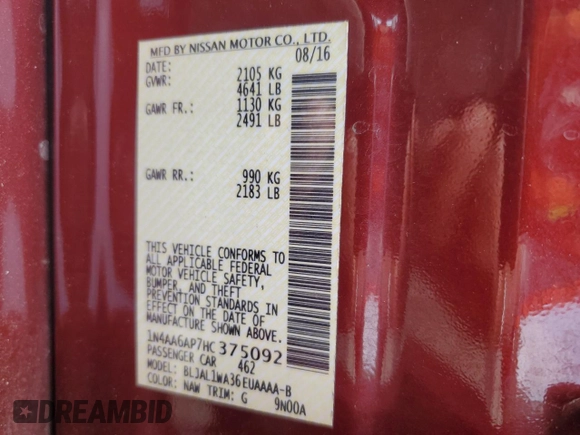 MFD BY NISSAN MOTOR CO., LTD.
DATE: 08/16
GVWR: 2105 KG
4641 LB
GAWR FR.: 1130 KG
2491 LB
GAWR RR.: 990 KG
2183 LB
THIS VEHICLE CONFORMS TO
ALL APPLICABLE FEDERAL
MOTOR VEHICLE SAFETY,
BUMPER, AND THEFT
PREVENTION STANDARDS IN
EFFECT ON THE DATE OF
MANUFACTURE SHOWN ABOVE.
1N4AA6AP7HC375092
PASSENGER CAR 462
MODEL: BLJAL1WA36EUAAAA-B
COLOR: NAW TRIM: G 9N00A
DREAMBID